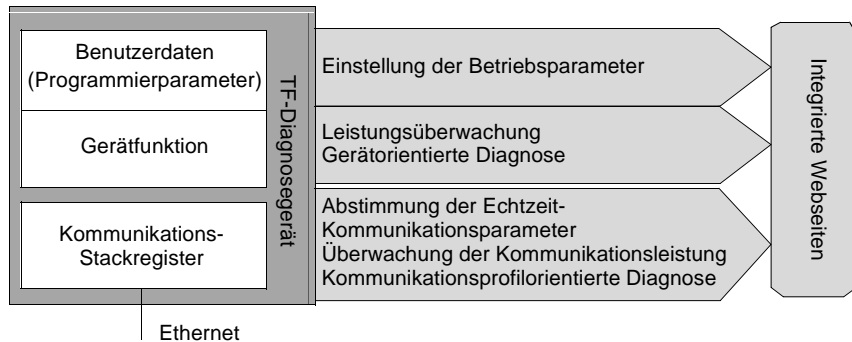 Benutzerdaten
(Programmierparameter)
Gerätfunktion
Kommunikations-
Stackregister
TF-Diagnosegerät
Einstellung der Betriebsparameter
Leistungsüberwachung
Gerätorientierte Diagnose
Abstimmung der Echtzeit-
Kommunikationsparameter
Überwachung der Kommunikationsleistung
Kommunikationsprofilorientierte Diagnose
Integrierte Webseiten
Ethernet